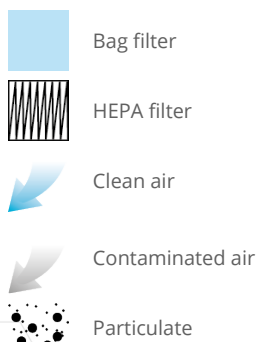 Bag filter
HEPA filter
Clean air
Contaminated air
Particulate